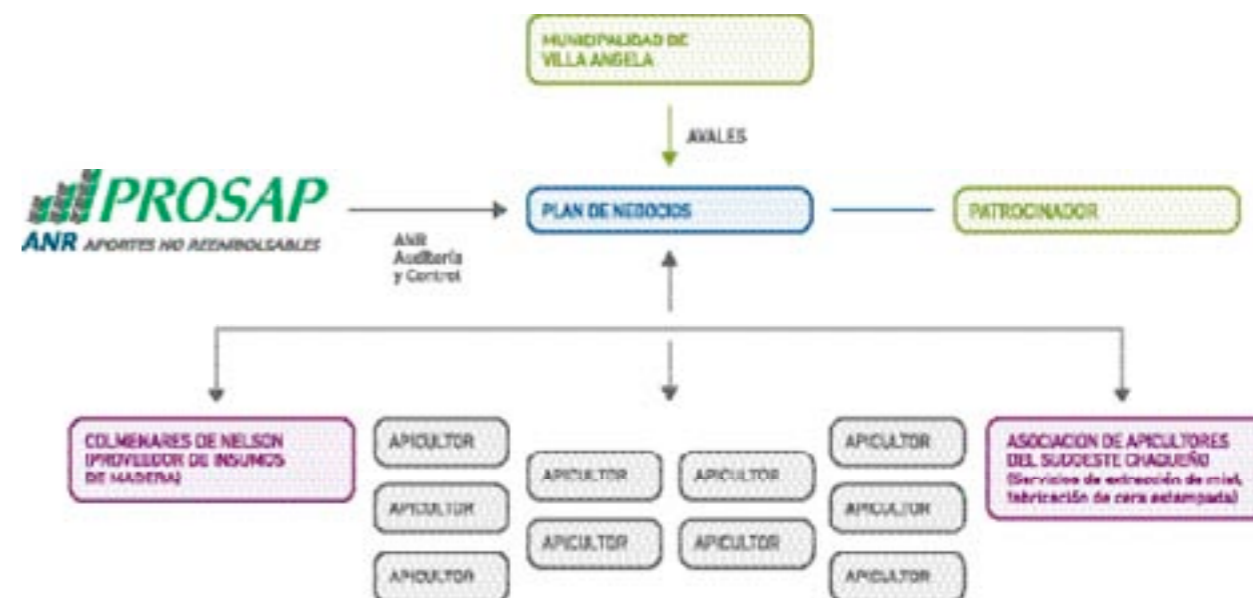 MUNICIPALIDAD DE
VILLA ANGELA
AVALES
PROSAP
ANR APORTES NO REEMBOLSABLES
PLAN DE NEGOCIOS
PATROCINADOR
ANR
Auditoría
y Control
COLMENARES DE NELSON
(PROVEEDOR DE INSUMOS
DE MADERA)
APICULTOR
APICULTOR
APICULTOR
APICULTOR
APICULTOR
APICULTOR
APICULTOR
APICULTOR
APICULTOR
APICULTOR
ASOCIACION DE APICULTORES
DEL SUDOESTE CHAQUEÑO
(Servicios de extracción de miel,
fabricación de cera estampada)